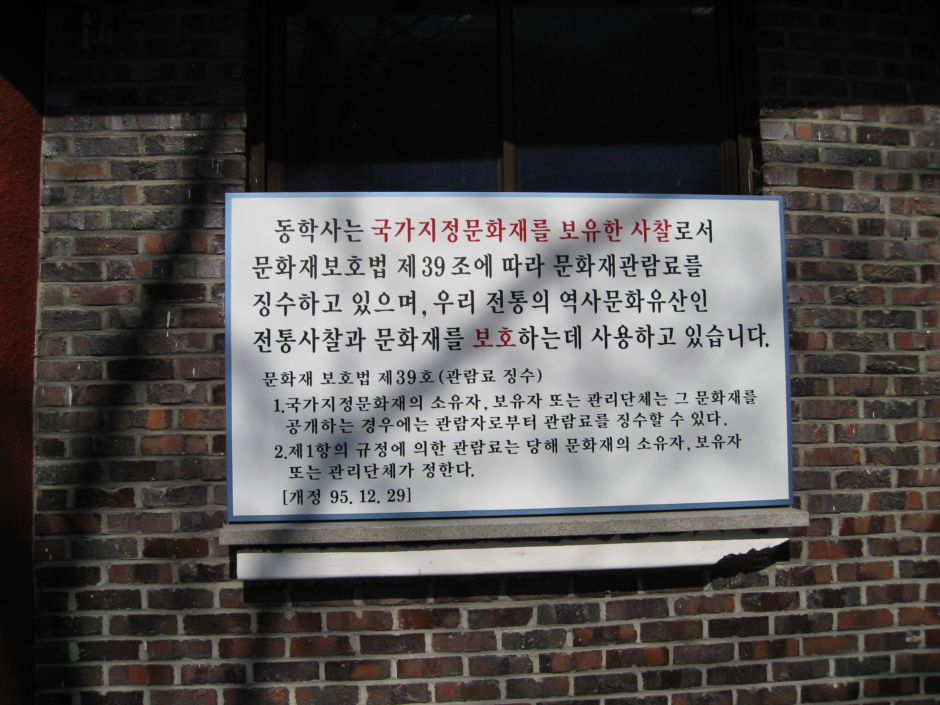 동학사는 국가지정문화재를 보유한 사찰로서
문화재보호법 제39조에 따라 문화재관람료를
징수하고 있으며, 우리 전통의 역사문화유산인
전통사찰과 문화재를 보호하는데 사용하고 있습니다.
문화재 보호법 제39호(관람료 징수)
1.국가지정문화재의 소유자, 보유자 또는 관리단체는 그 문화재를
공개하는 경우에는 관람자로부터 관람료를 징수할 수 있다.
2.제1항의 규정에 의한 관람료는 당해 문화재의 소유자, 보유자
또는 관리단체가 정한다.
[개정 95. 12. 29]